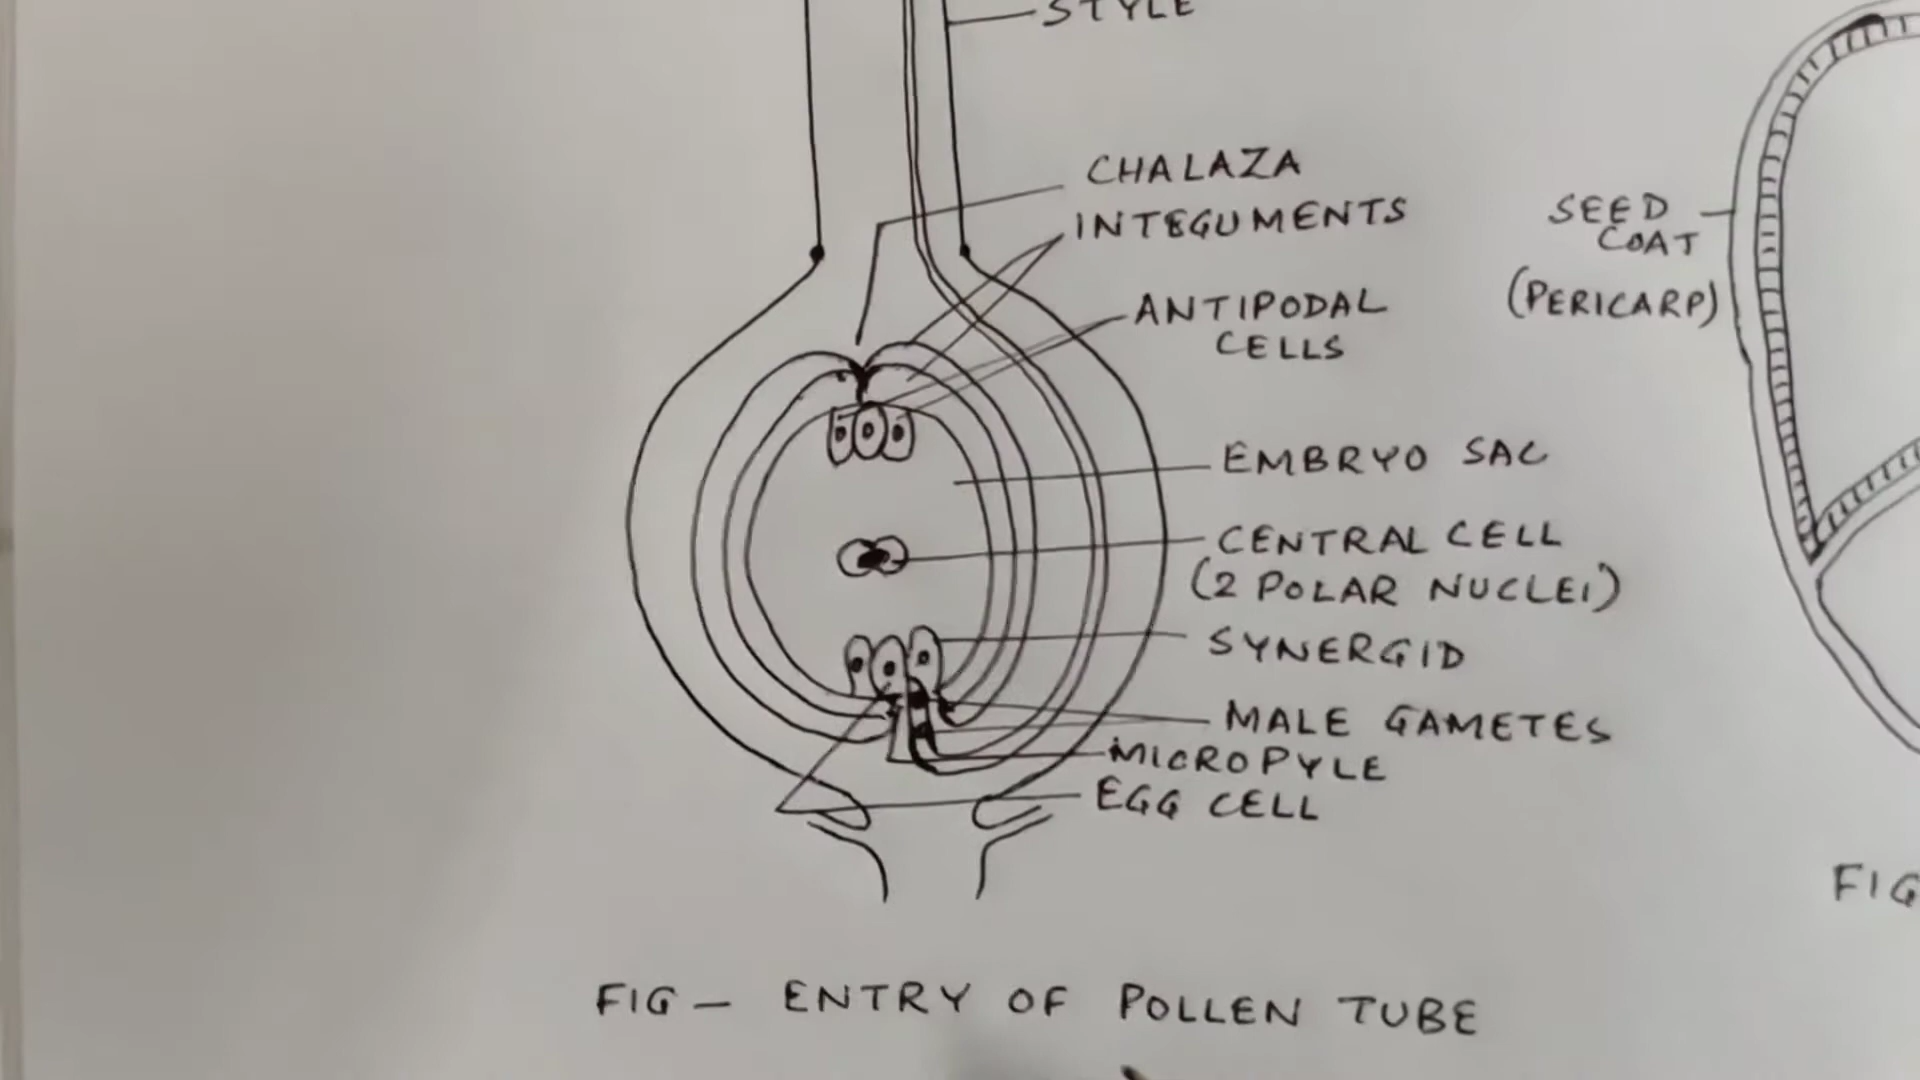 STYLE
CHALAZA
INTEGUMENTS
ANTIPODAL
CELLS
EMBRYO SAC
CENTRAL CELL
(2 POLAR NUCLEI)
SYNERGID
MALE GAMETES
MICROPYLE
EGG CELL
FIG - ENTRY OF POLLEN TUBE
SEED
COAT
(PERICARP)
FIG